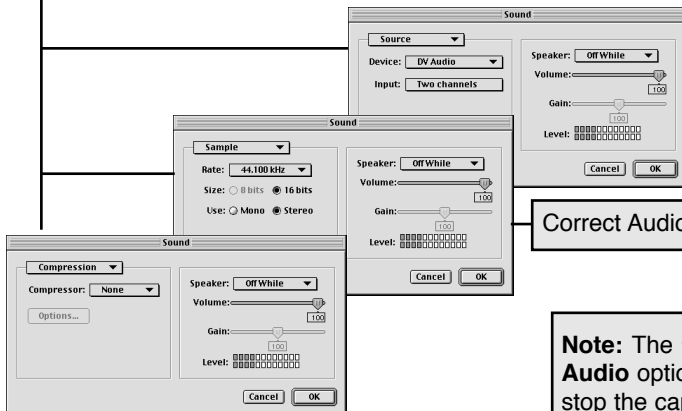 Sound
Source
Device: DV Audio
Input: Two channels
Speaker: Off While
Volume:
100
Gain:
100
Level:
Cancel OK
Sound
Sample
Rate: 44.100 kHz
Size: 8 bits 16 bits
Use: Mono Stereo
Speaker: Off While
Volume:
100
Gain:
100
Level:
Cancel OK
Correct Audio
Sound
Compression
Compressor: None
Options...
Speaker: Off While
Volume:
100
Gain:
100
Level:
Cancel OK
Note: The
Audio optio
stop the ca